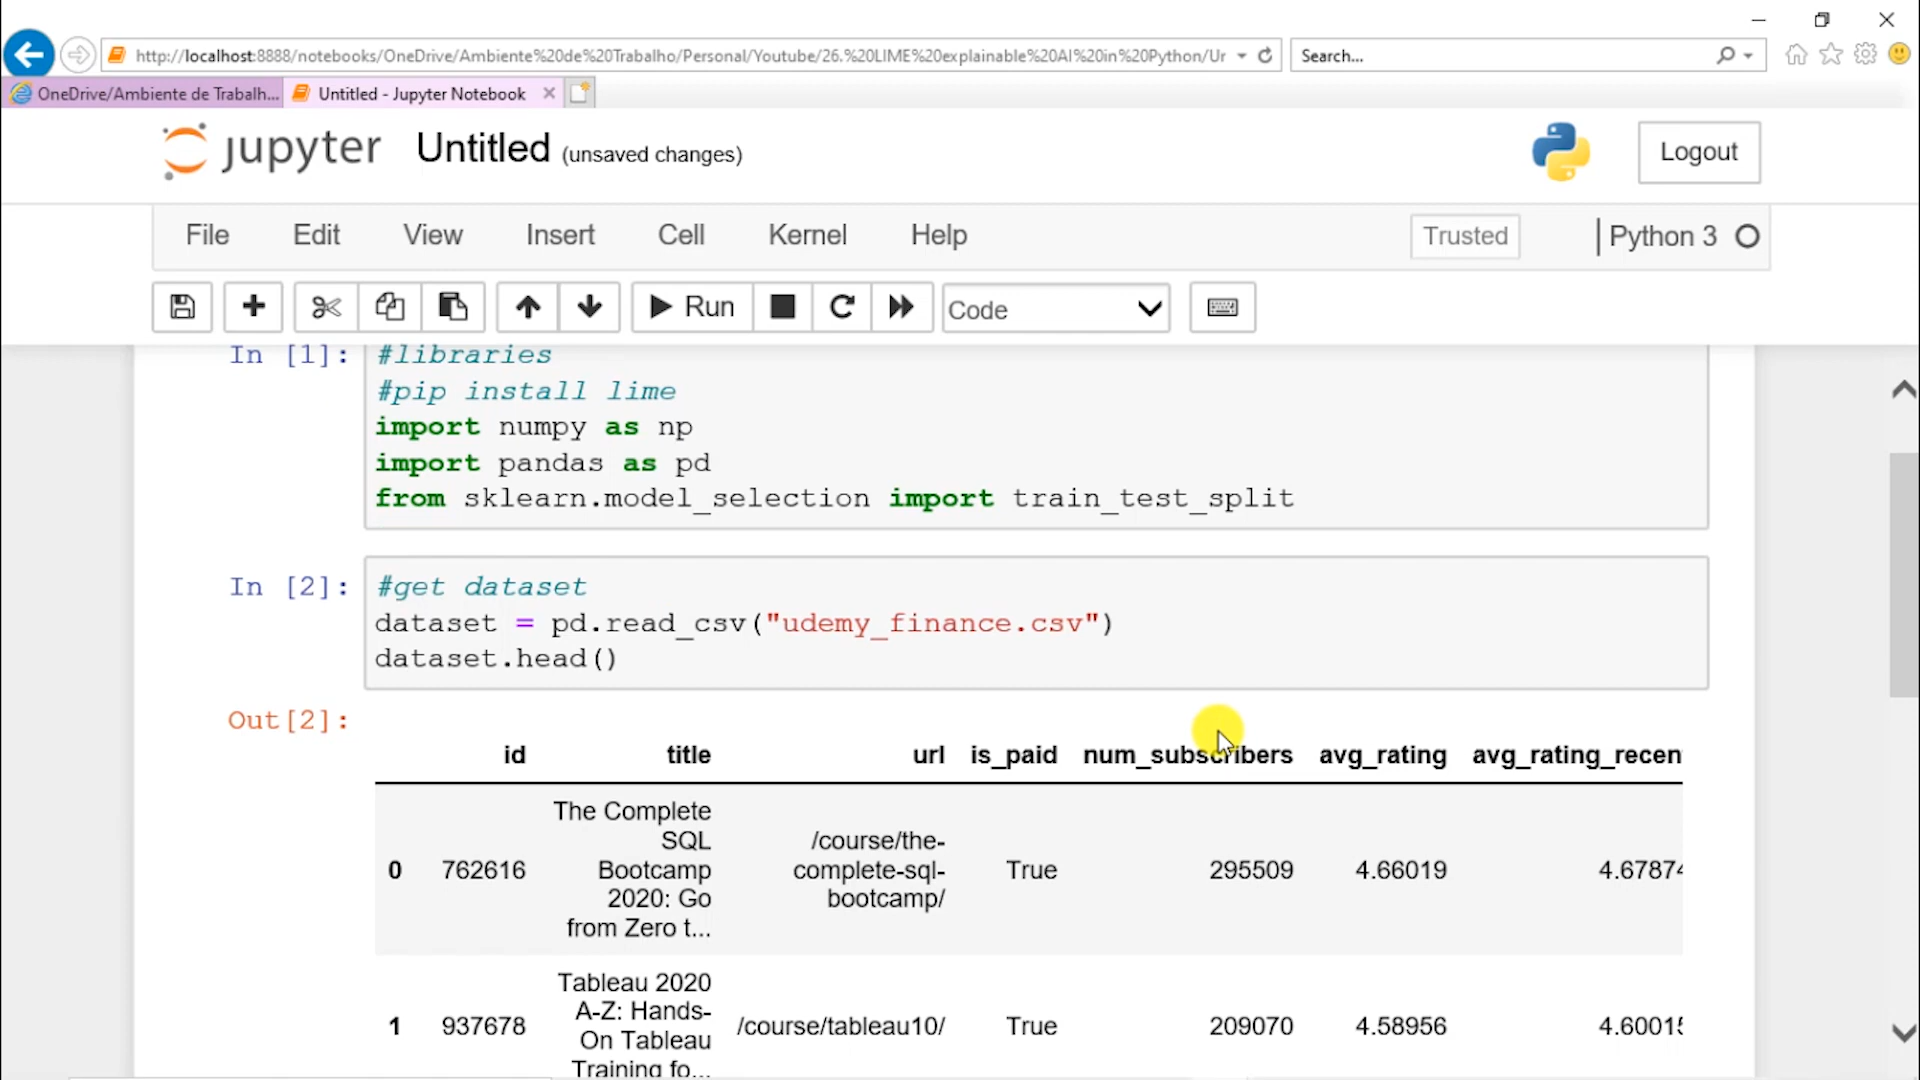 http://localhost:8888/notebooks/OneDrive/Ambiente%20de%20Trabalho/Personal/Youtube/26.%20LIME%20explainable%20AI%20in%20Python/Ur
Search...
OneDrive/Ambiente de Trabalh...
Untitled - Jupyter Notebook
jupyter Untitled (unsaved changes)
Logout
File Edit View Insert Cell Kernel Help Trusted Python 3
Run Code
In [1]: #libraries
#pip install lime
import numpy as np
import pandas as pd
from sklearn.model_selection import train_test_split
In [2]: #get dataset
dataset = pd.read_csv("udemy_finance.csv")
dataset.head()
Out[2]:
id title url is_paid num_subscribers avg_rating avg_rating_recen
The Complete
SQL /course/the-
0 762616 Bootcamp complete-sql- True 295509 4.66019 4.67874
2020: Go bootcamp/
from Zero t...
Tableau 2020
A-Z: Hands-
1 937678 On Tableau /course/tableau10/ True 209070 4.58956 4.60015
Training fo...